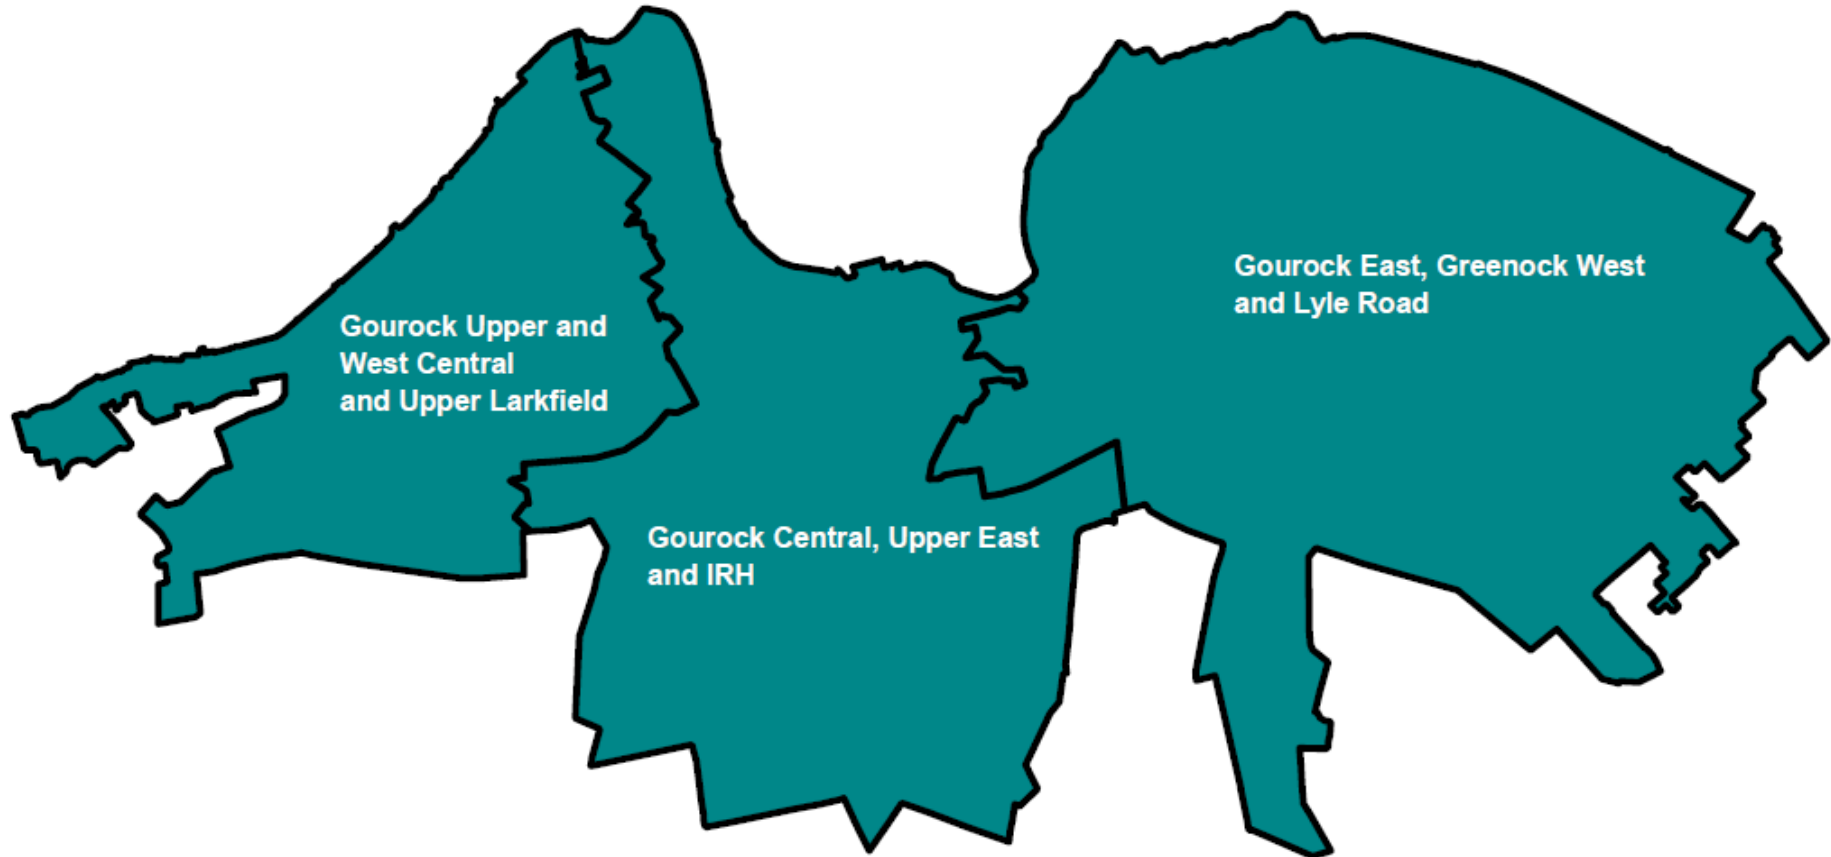 Gourock Upper and
West Central
and Upper Larkfield
Gourock Central, Upper East
and IRH
Gourock East, Greenock West
and Lyle Road